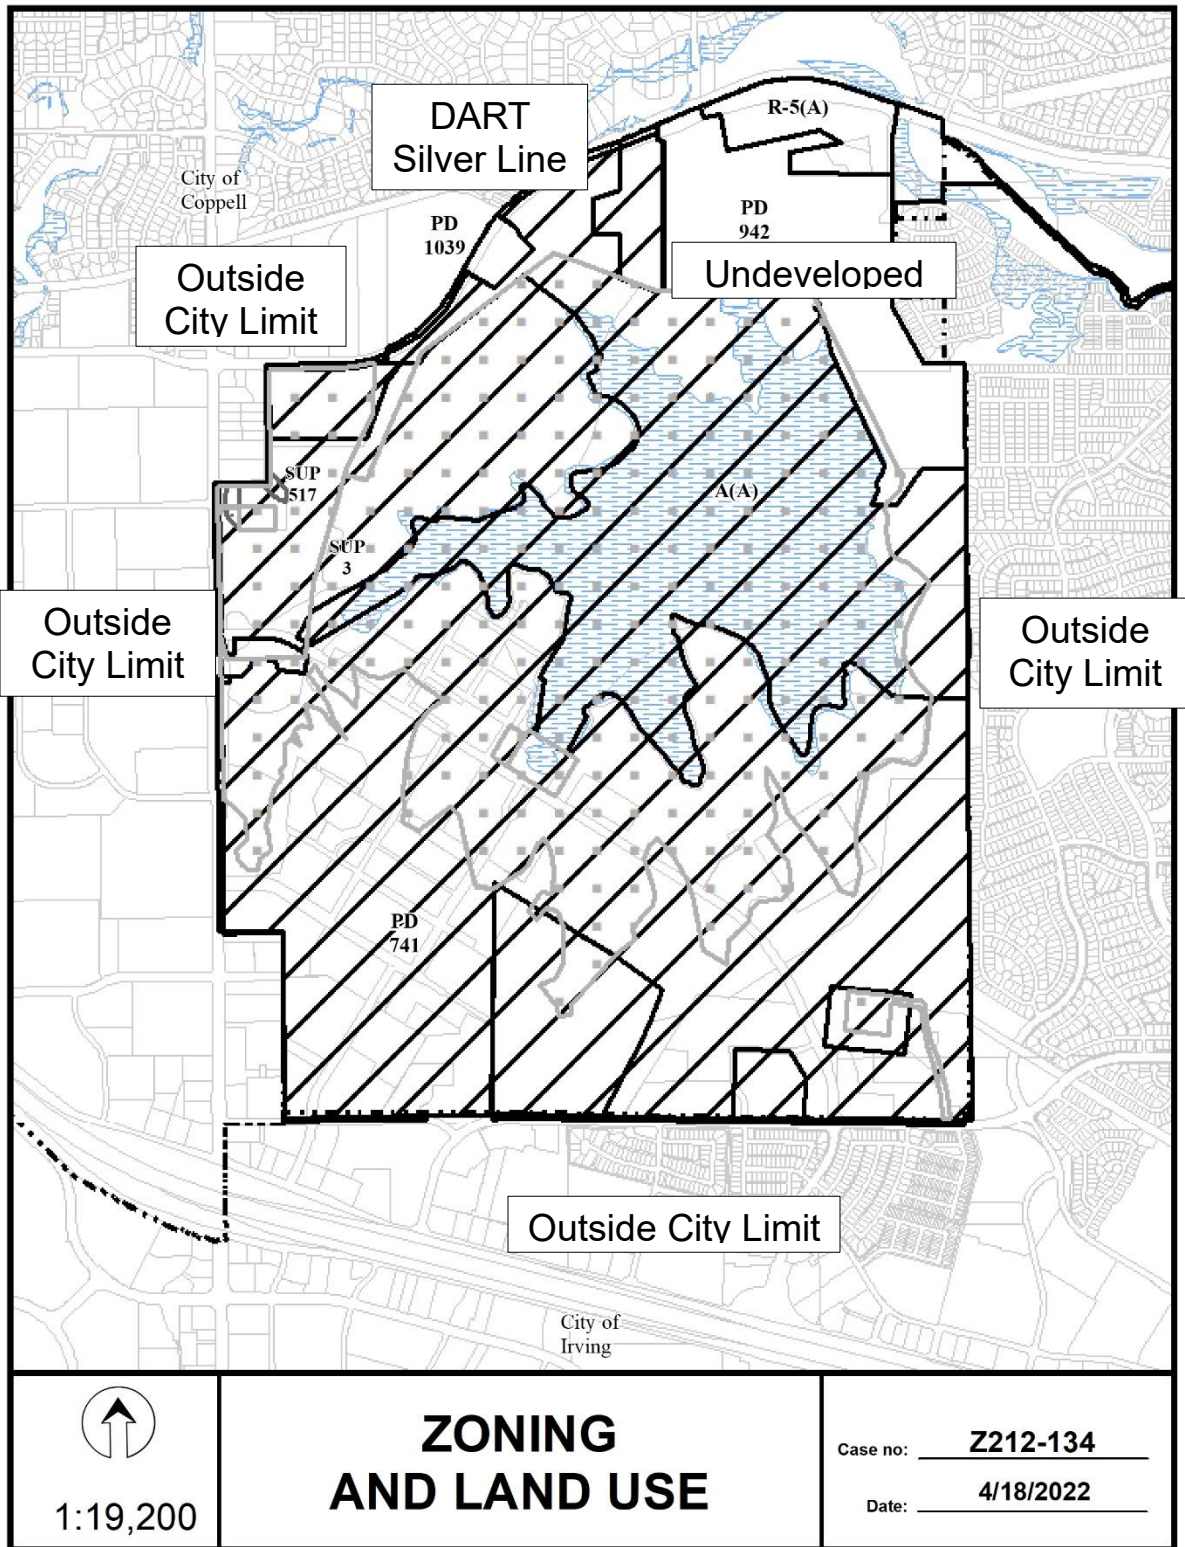 R-5(A)
DART
Silver Line
City of
Coppell
PD
1039
PD
942
Outside
City Limit
Undeveloped
SUP
517
A(A)
SUP
3
Outside
City Limit
Outside
City Limit
PD
741
Outside City Limit
City of
Irving
1:19,200
ZONING
AND LAND USE
Case no: Z212-134
Date: 4/18/2022